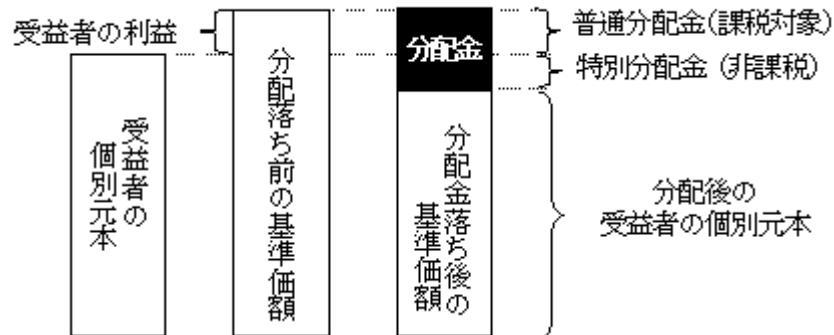 受益者の利益
受益者の
個別元本
分配落ち前の基準価額
分配金
分配金落ち後の
基準価額
普通分配金(課税対象)
特別分配金(非課税)
分配後の
受益者の個別元本